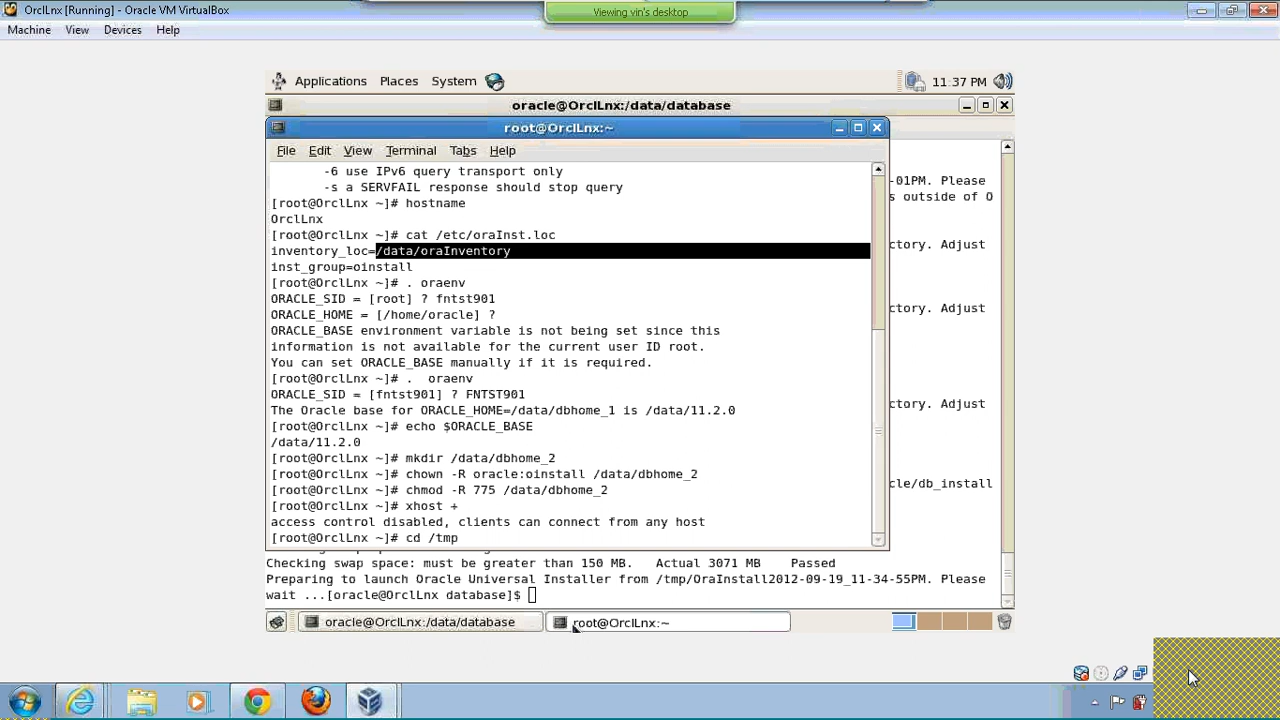 OrclLnx [Running] - Oracle VM VirtualBox
Viewing vin's desktop
Machine View Devices Help
Applications Places System
11:37 PM
oracle@OrclLnx:/data/database
root@OrclLnx:~
File Edit View Terminal Tabs Help
-6 use IPv6 query transport only
-s a SERVFAIL response should stop query
[root@OrclLnx ~]# hostname
OrclLnx
[root@OrclLnx ~]# cat /etc/oraInst.loc
inventory_loc=/data/oraInventory
inst_group=oinstall
[root@OrclLnx ~]# . oraenv
ORACLE_SID = [root] ? fntst901
ORACLE_HOME = [/home/oracle] ?
ORACLE_BASE environment variable is not being set since this
information is not available for the current user ID root.
You can set ORACLE_BASE manually if it is required.
[root@OrclLnx ~]# .  oraenv
ORACLE_SID = [fntst901] ? FNTST901
The Oracle base for ORACLE_HOME=/data/dbhome_1 is /data/11.2.0
[root@OrclLnx ~]# echo $ORACLE_BASE
/data/11.2.0
[root@OrclLnx ~]# mkdir /data/dbhome_2
[root@OrclLnx ~]# chown -R oracle:oinstall /data/dbhome_2
[root@OrclLnx ~]# chmod -R 775 /data/dbhome_2
[root@OrclLnx ~]# xhost +
access control disabled, clients can connect from any host
[root@OrclLnx ~]# cd /tmp
-01PM. Please
s outside of O
ctory. Adjust
ctory. Adjust
ctory. Adjust
cle/db_install
Checking swap space: must be greater than 150 MB.   Actual 3071 MB    Passed
Preparing to launch Oracle Universal Installer from /tmp/OraInstall2012-09-19_11-34-55PM. Please
wait ...[oracle@OrclLnx database]$
oracle@OrclLnx:/data/database
root@OrclLnx:~